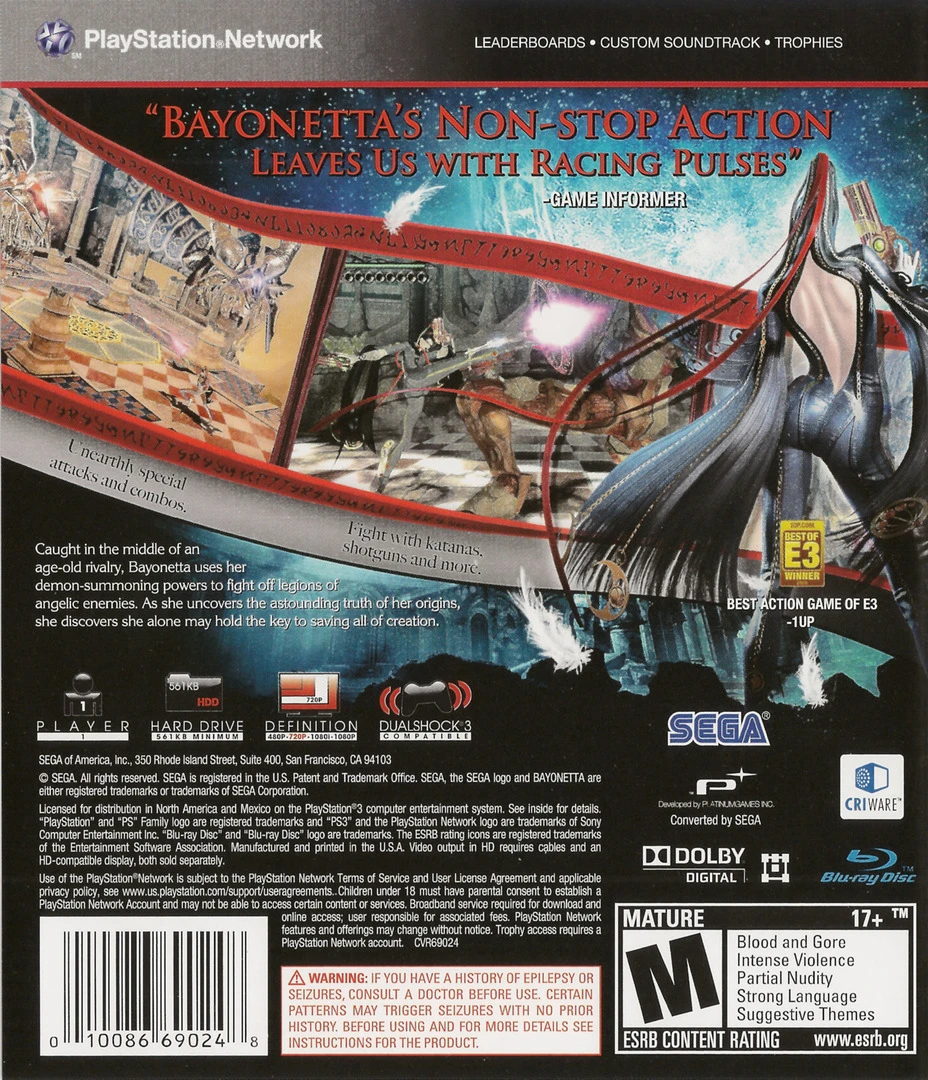 PlayStation®Network
SM
LEADERBOARDS • CUSTOM SOUNDTRACK • TROPHIES
“BAYONETTA'S NON-STOP ACTION
LEAVES US WITH RACING PULSES”
-GAME INFORMER
Unearthly special
attacks and combos.
Fight with katanas,
shotguns and more.
Caught in the middle of an
age-old rivalry, Bayonetta uses her
demon-summoning powers to fight off legions of
angelic enemies. As she uncovers the astounding truth of her origins,
she discovers she alone may hold the key to saving all of creation.
BEST OF
E3
WINNER
BEST ACTION GAME OF E3
-1UP
1
PLAYER
1
561KB
HDD
HARD DRIVE
561KB MINIMUM
720P
DEFINITION
480P-720P-1080i-1080P
DUALSHOCK®3
COMPATIBLE
SEGA®
SEGA of America, Inc., 350 Rhode Island Street, Suite 400, San Francisco, CA 94103
© SEGA. All rights reserved. SEGA is registered in the U.S. Patent and Trademark Office. SEGA, the SEGA logo and BAYONETTA are
either registered trademarks or trademarks of SEGA Corporation.
Licensed for distribution in North America and Mexico on the PlayStation®3 computer entertainment system. See inside for details.
“PlayStation” and “PS” Family logo are registered trademarks and “PS3” and the PlayStation Network logo are trademarks of Sony
Computer Entertainment Inc. “Blu-ray Disc” and “Blu-ray Disc” logo are trademarks. The ESRB rating icons are registered trademarks
of the Entertainment Software Association. Manufactured and printed in the U.S.A. Video output in HD requires cables and an
HD-compatible display, both sold separately.
Use of the PlayStation®Network is subject to the PlayStation Network Terms of Service and User License Agreement and applicable
privacy policy, see www.us.playstation.com/support/useragreements. Children under 18 must have parental consent to establish a
PlayStation Network Account and may not be able to access certain content or services. Broadband service required for download and
online access; user responsible for associated fees. PlayStation Network
features and offerings may change without notice. Trophy access requires a
PlayStation Network account. CVR69024
Developed by PLATINUMGAMES INC.
Converted by SEGA
CRIWARE™
DOLBY
DIGITAL
Blu-ray Disc™
0 10086 69024 8
WARNING: IF YOU HAVE A HISTORY OF EPILEPSY OR
SEIZURES, CONSULT A DOCTOR BEFORE USE. CERTAIN
PATTERNS MAY TRIGGER SEIZURES WITH NO PRIOR
HISTORY. BEFORE USING AND FOR MORE DETAILS SEE
INSTRUCTIONS FOR THE PRODUCT.
MATURE 17+ ™
M
Blood and Gore
Intense Violence
Partial Nudity
Strong Language
Suggestive Themes
ESRB CONTENT RATING www.esrb.org